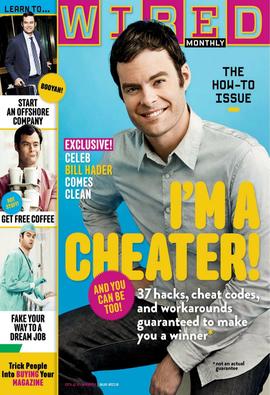 LEARN TO...
WIRED
MONTHLY
BOOYAH!
START
AN OFFSHORE
COMPANY
GET FREE COFFEE
FAKE YOUR
WAY TO A
DREAM JOB
Trick People
Into BUYING Your
MAGAZINE
THE
HOW-TO
ISSUE
EXCLUSIVE!
CELEB
BILL HADER
COMES
CLEAN
I'M A
CHEATER!
AND YOU
CAN BE
TOO!
37 hacks, cheat codes,
and workarounds
guaranteed to make
you a winner*
*not an actual
guarantee